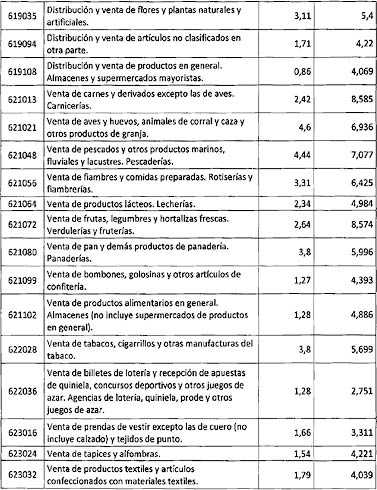 619035 Distribución y venta de flores y plantas naturales y 3,11 5,4
artificiales.
619094 Distribución y venta de artículos no clasificados en 1,71 4,22
otra parte.
619108 Distribución y venta de productos en general. 0,86 4,069
Almacenes y supermercados mayoristas.
621013 Venta de carnes y derivados excepto las de aves. 2,42 8,585
Carnicerías.
621021 Venta de aves y huevos, animales de corral y caza y 4,6 6,936
otros productos de granja.
621048 Venta de pescados y otros productos marinos, 4,44 7,077
fluviales y lacustres. Pescaderías.
621056 Venta de fiambres y comidas preparadas. Rotiserías y 3,31 6,425
fiambrerías.
621064 Venta de productos lácteos. Lecherías. 2,34 4,984
621072 Venta de frutas, legumbres y hortalizas frescas. 2,64 8,574
Verdulerías y fruterías.
621080 Venta de pan y demás productos de panadería. 3,8 5,996
Panaderías.
621099 Venta de bombones, golosinas y otros artículos de 1,27 4,393
confitería.
621102 Venta de productos alimentarios en general. 1,28 4,886
Almacenes (no incluye supermercados de productos
en general).
622028 Venta de tabacos, cigarrillos y otras manufacturas del 3,8 5,699
tabaco.
622036 Venta de billetes de lotería y recepción de apuestas 1,28 2,751
de quiniela, concursos deportivos y otros juegos de
azar. Agencias de lotería, quiniela, prode y otros
juegos de azar.
623016 Venta de prendas de vestir excepto las de cuero (no 1,66 3,311
incluye calzado) y tejidos de punto.
623024 Venta de tapices y alfombras. 1,54 4,221
623032 Venta de productos textiles y artículos 1,79 4,039
confeccionados con materiales textiles.